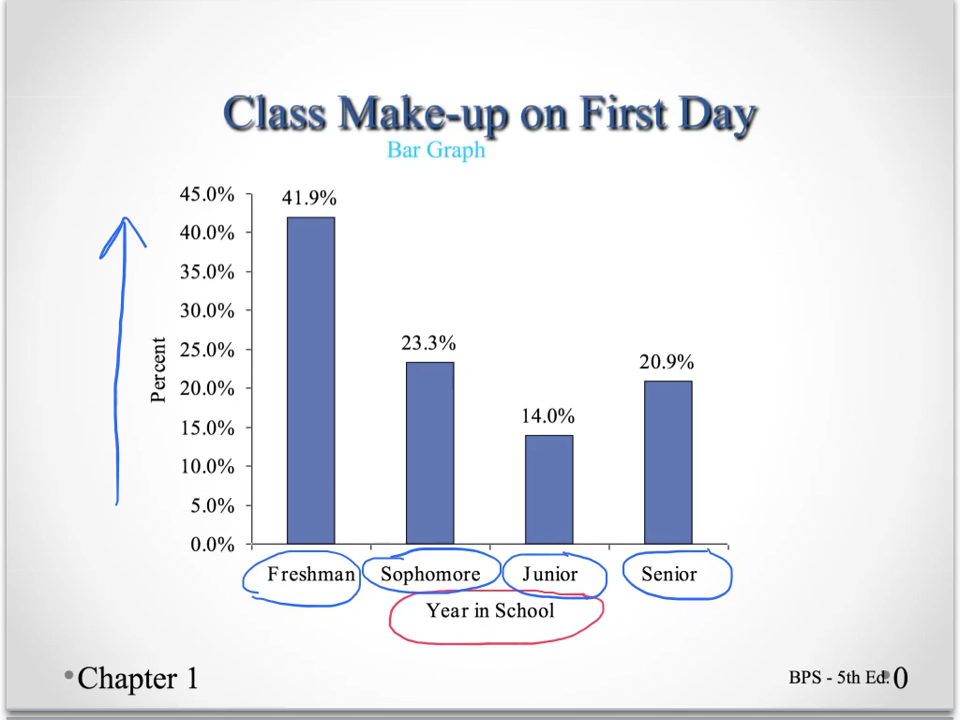 Class Make-up on First Day
Bar Graph
45.0%
41.9%
40.0%
35.0%
30.0%
25.0%
23.3%
20.9%
20.0%
15.0%
14.0%
10.0%
5.0%
0.0%
Percent
Freshman Sophomore Junior Senior
Year in School
• Chapter 1
BPS - 5th Ed. 0